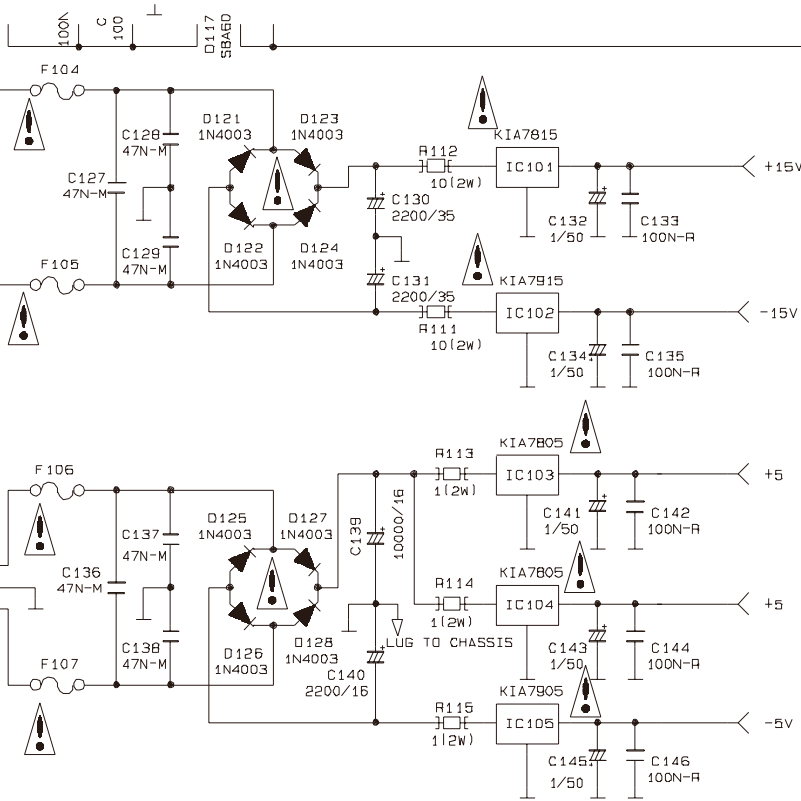 100N
C
100
D117
SBA60
F104
D121
1N4003
D123
1N4003
KIA7815
C128
47N-M
R112
IC101
+15V
C127
47N-M
10(2W)
C130
2200/35
C132
1/50
C133
100N-R
D122
1N4003
D124
1N4003
C129
47N-M
F105
C131
2200/35
KIA7915
IC102
-15V
R111
10(2W)
C134
1/50
C135
100N-R
F106
R113
KIA7805
IC103
+5
1(2W)
C139
10000/16
D125
1N4003
D127
1N4003
C141
1/50
C142
100N-R
C137
47N-M
C136
47N-M
R114
KIA7805
IC104
+5
1(2W)
LUG TO CHASSIS
C138
47N-M
D126
1N4003
D128
1N4003
C143
1/50
C144
100N-R
F107
C140
2200/16
R115
KIA7905
IC105
-5V
1(2W)
C145
1/50
C146
100N-R